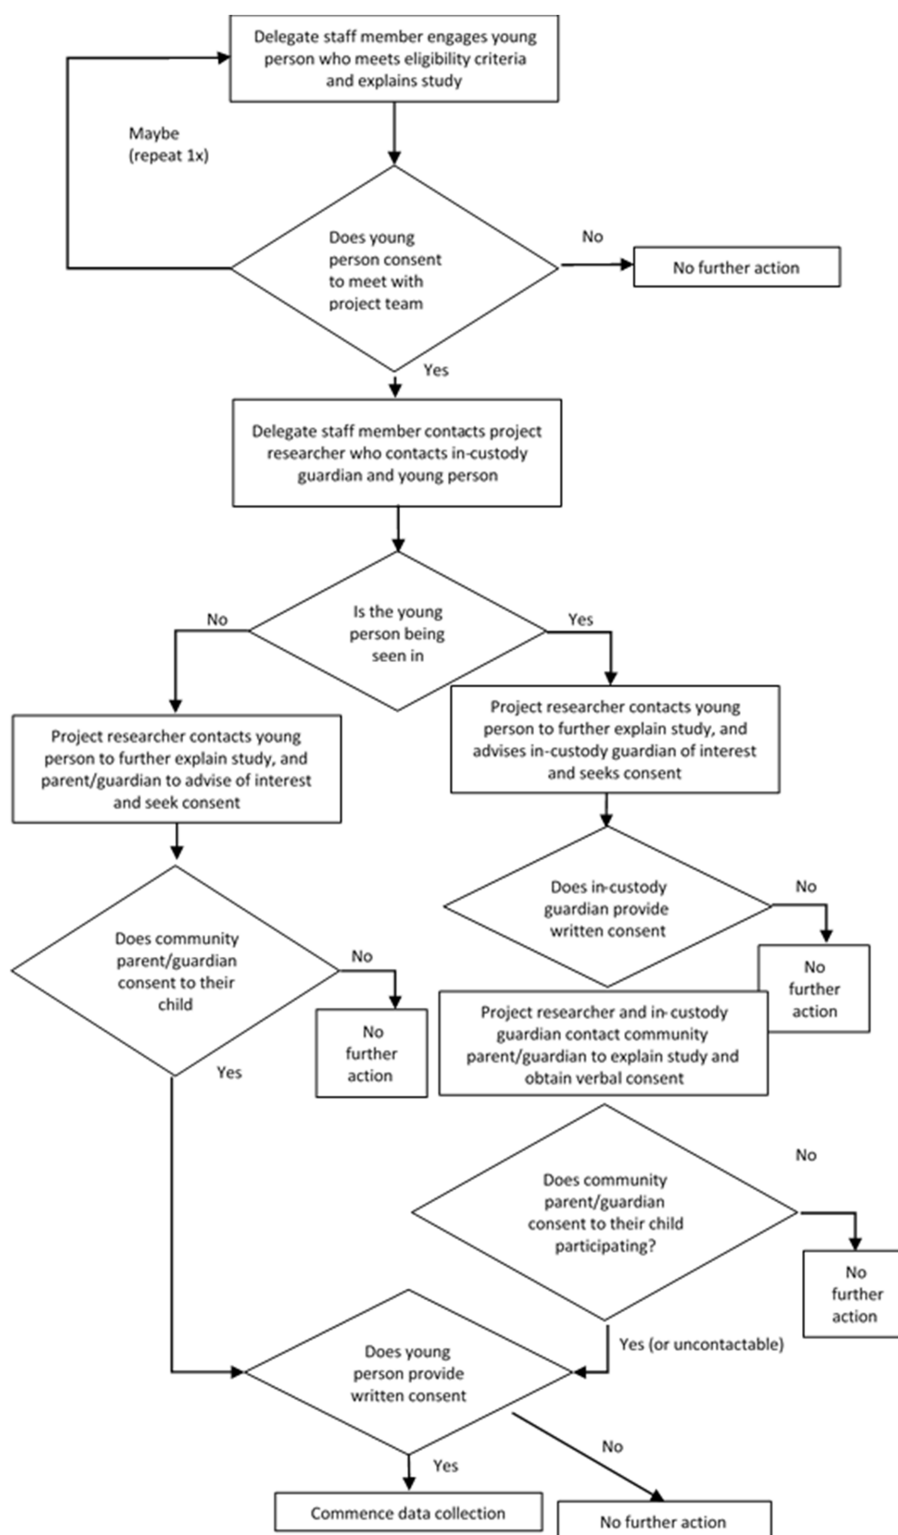 Delegate staff member engages young
person who meets eligibility criteria
and explains study
Maybe
(repeat 1x)
Does young
person consent
to meet with
project team
No
No further action
Yes
Delegate staff member contacts project
researcher who contacts in-custody
guardian and young person
Is the young
person being
seen in
No
Yes
Project researcher contacts young
person to further explain study, and
parent/guardian to advise of interest
and seek consent
Project researcher contacts young
person to further explain study, and
advises in-custody guardian of interest
and seeks consent
Does in-custody
guardian provide
written consent
No
No
further
action
Does community
parent/guardian
consent to their
child
No
No
further
action
Yes
Project researcher and in-custody
guardian contact community
parent/guardian to explain study and
obtain verbal consent
Does community
parent/guardian
consent to their child
participating?
No
No
further
action
Yes (or uncontactable)
Does young
person provide
written consent
No
Yes
Commence data collection
No further action